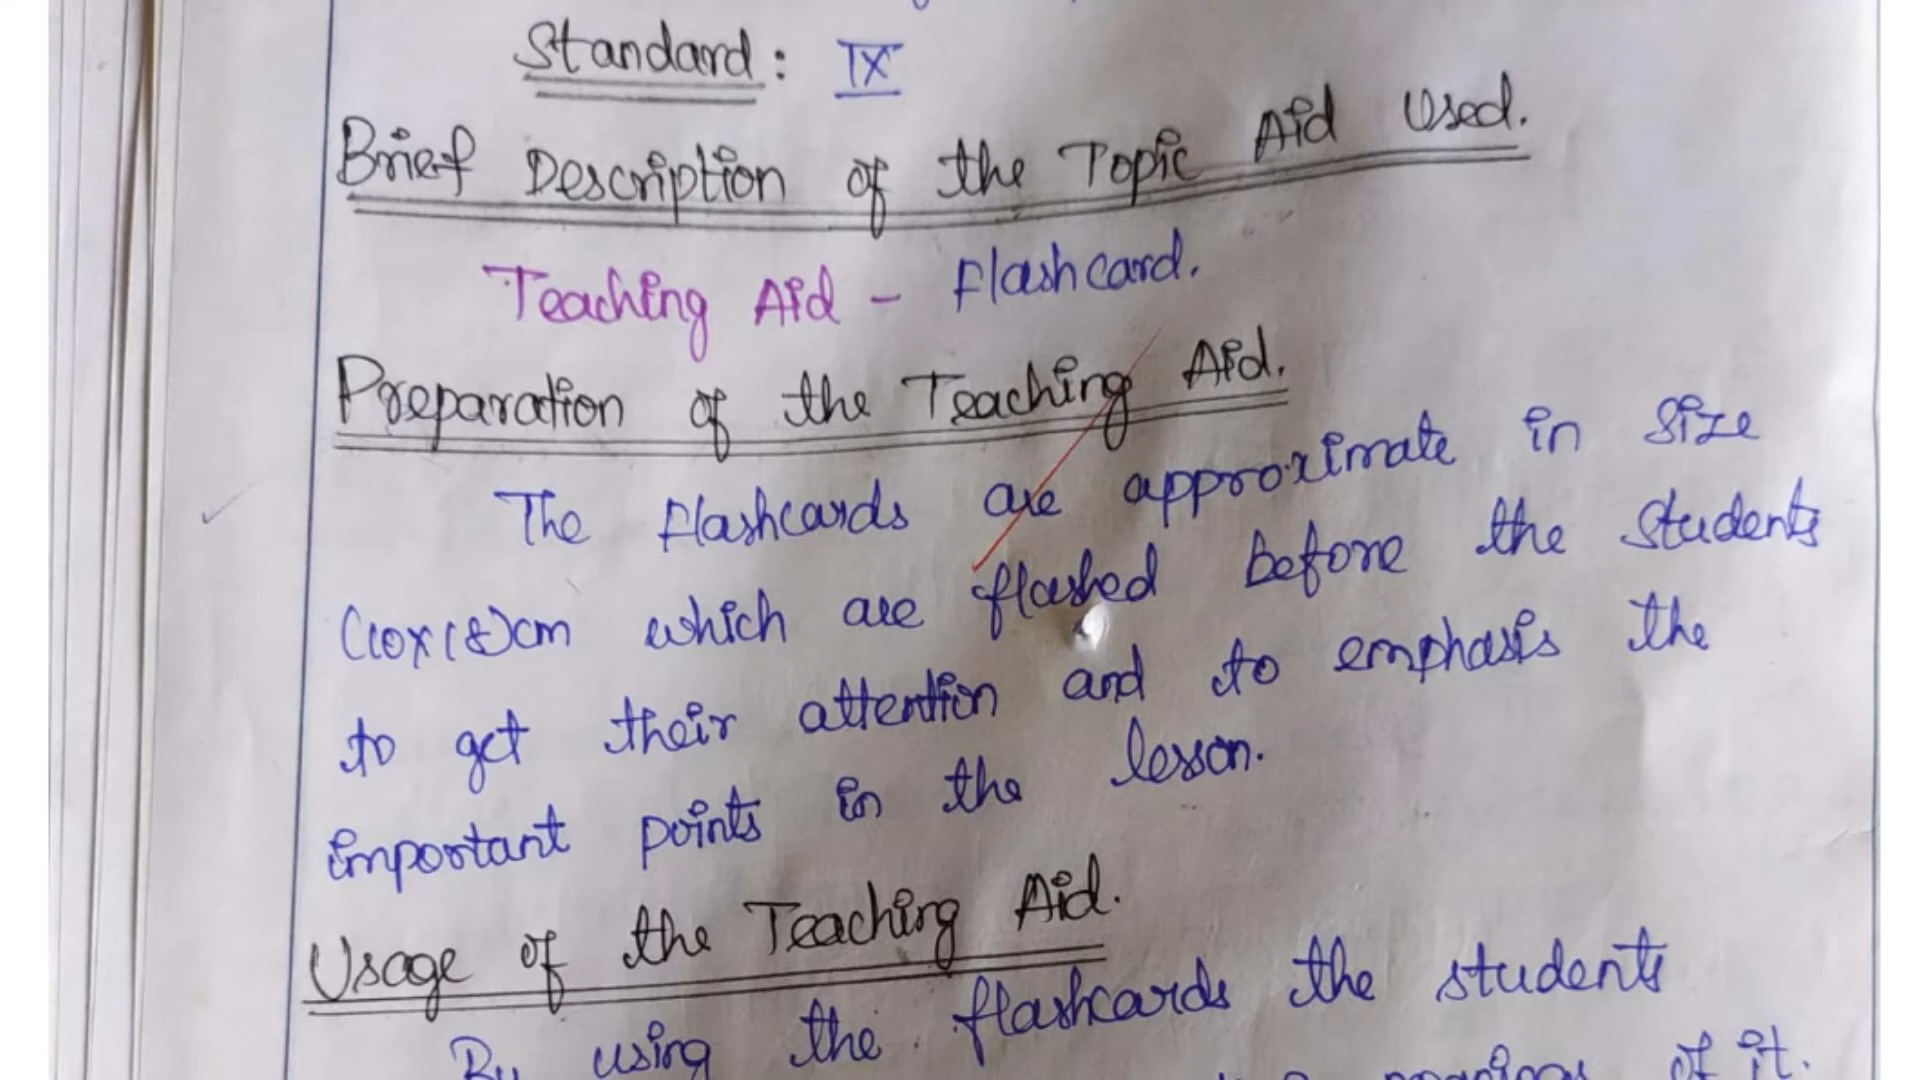 Standard: IX
Brief Description of the Topic Aid Used.
Teaching Aid - Flashcard.
Preparation of the Teaching Aid.
The flashcards are approximate in size
(10x18)cm which are flashed before the students
to get their attention and to emphasis the
important points in the lesson.
Usage of the Teaching Aid.
By using the flashcards the students
of it.